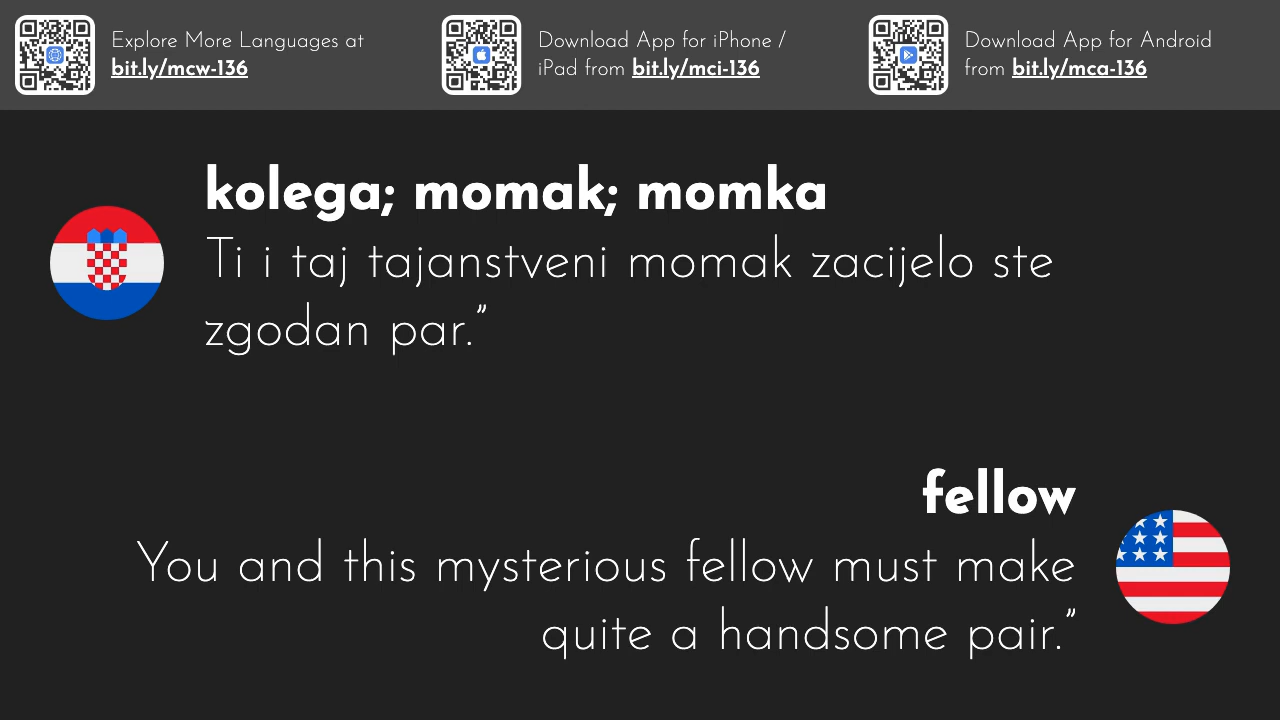 Explore More Languages at
bit.ly/mcw-136
Download App for iPhone /
iPad from bit.ly/mci-136
Download App for Android
from bit.ly/mca-136
kolega; momak; momka
Ti i taj tajanstveni momak zacijelo ste
zgodan par.”
fellow
You and this mysterious fellow must make
quite a handsome pair.”